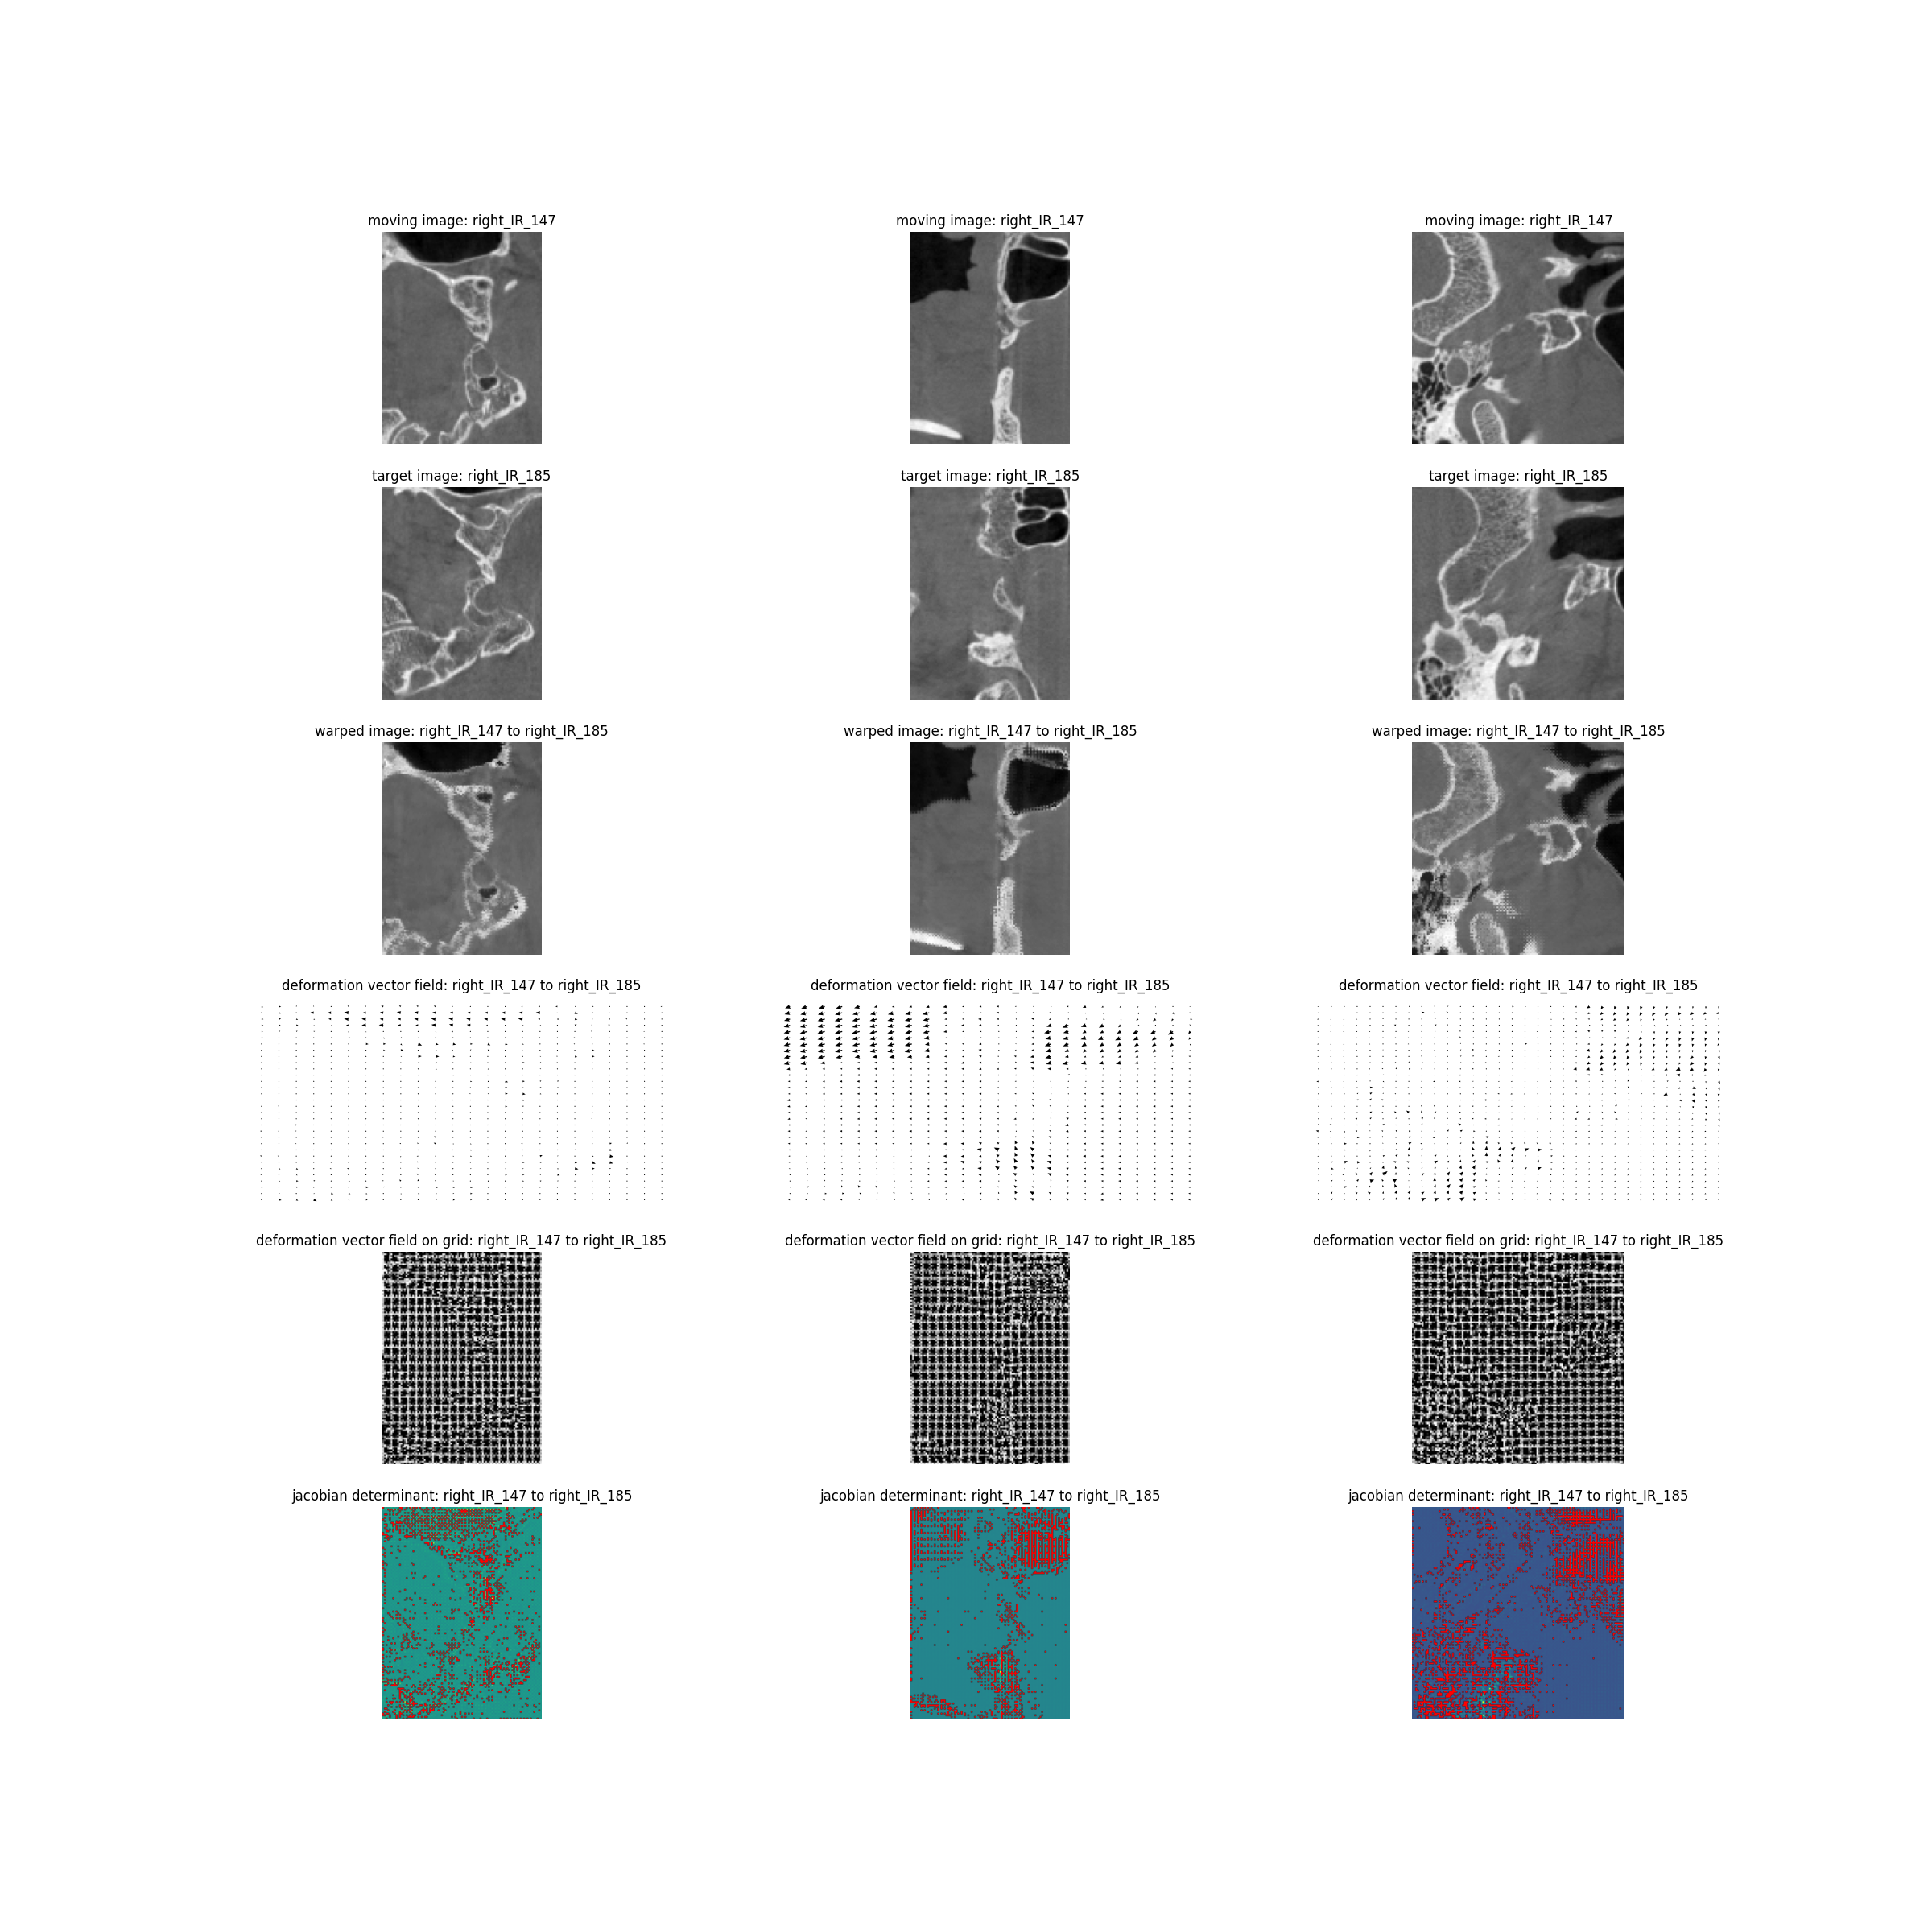 moving image: right_IR_147 moving image: right_IR_147 moving image: right_IR_147
target image: right_IR_185 target image: right_IR_185 target image: right_IR_185
warped image: right_IR_147 to right_IR_185 warped image: right_IR_147 to right_IR_185 warped image: right_IR_147 to right_IR_185
deformation vector field: right_IR_147 to right_IR_185 deformation vector field: right_IR_147 to right_IR_185 deformation vector field: right_IR_147 to right_IR_185
deformation vector field on grid: right_IR_147 to right_IR_185 deformation vector field on grid: right_IR_147 to right_IR_185 deformation vector field on grid: right_IR_147 to right_IR_185
jacobian determinant: right_IR_147 to right_IR_185 jacobian determinant: right_IR_147 to right_IR_185 jacobian determinant: right_IR_147 to right_IR_185